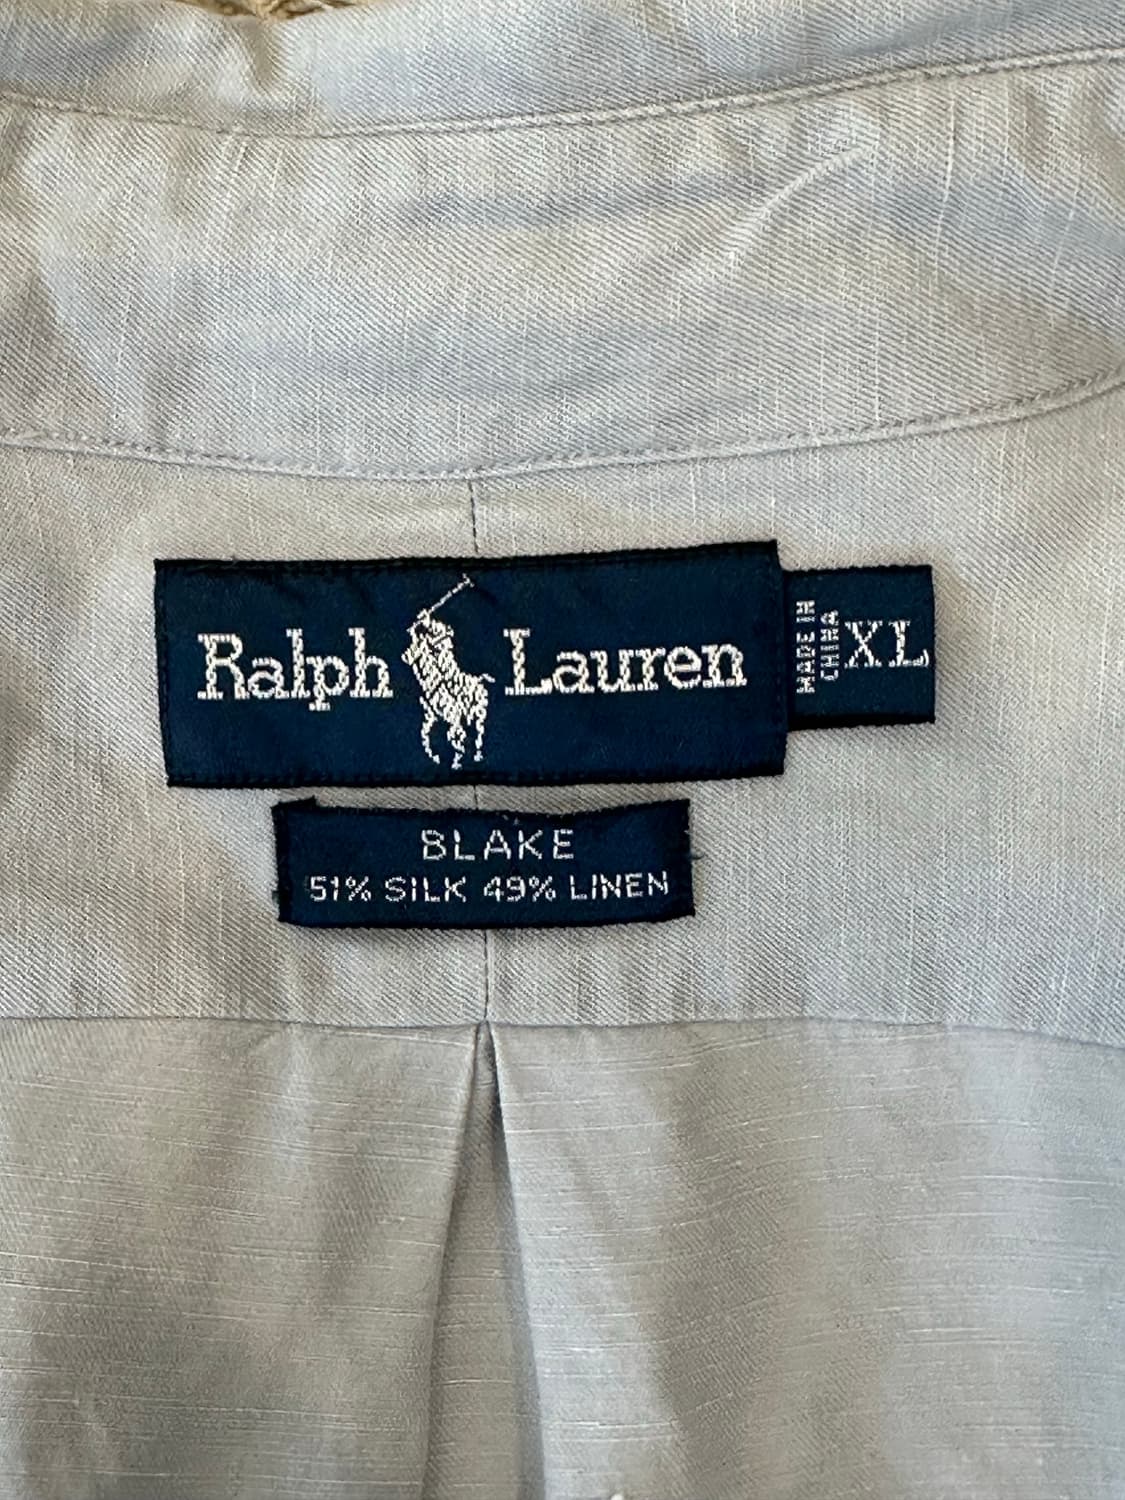 Ralph Lauren
MADE IN
CHINA
XL
BLAKE
51% SILK 49% LINEN